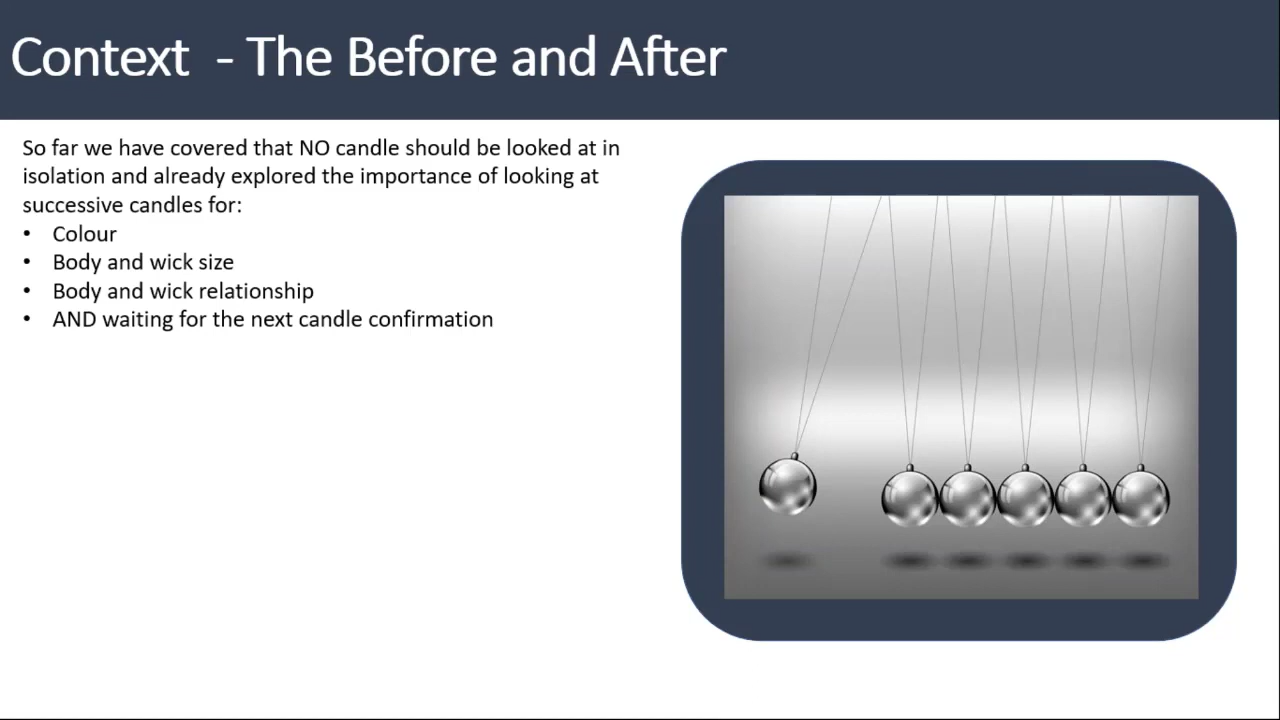 Context  - The Before and After
So far we have covered that NO candle should be looked at in
isolation and already explored the importance of looking at
successive candles for:
• Colour
• Body and wick size
• Body and wick relationship
• AND waiting for the next candle confirmation